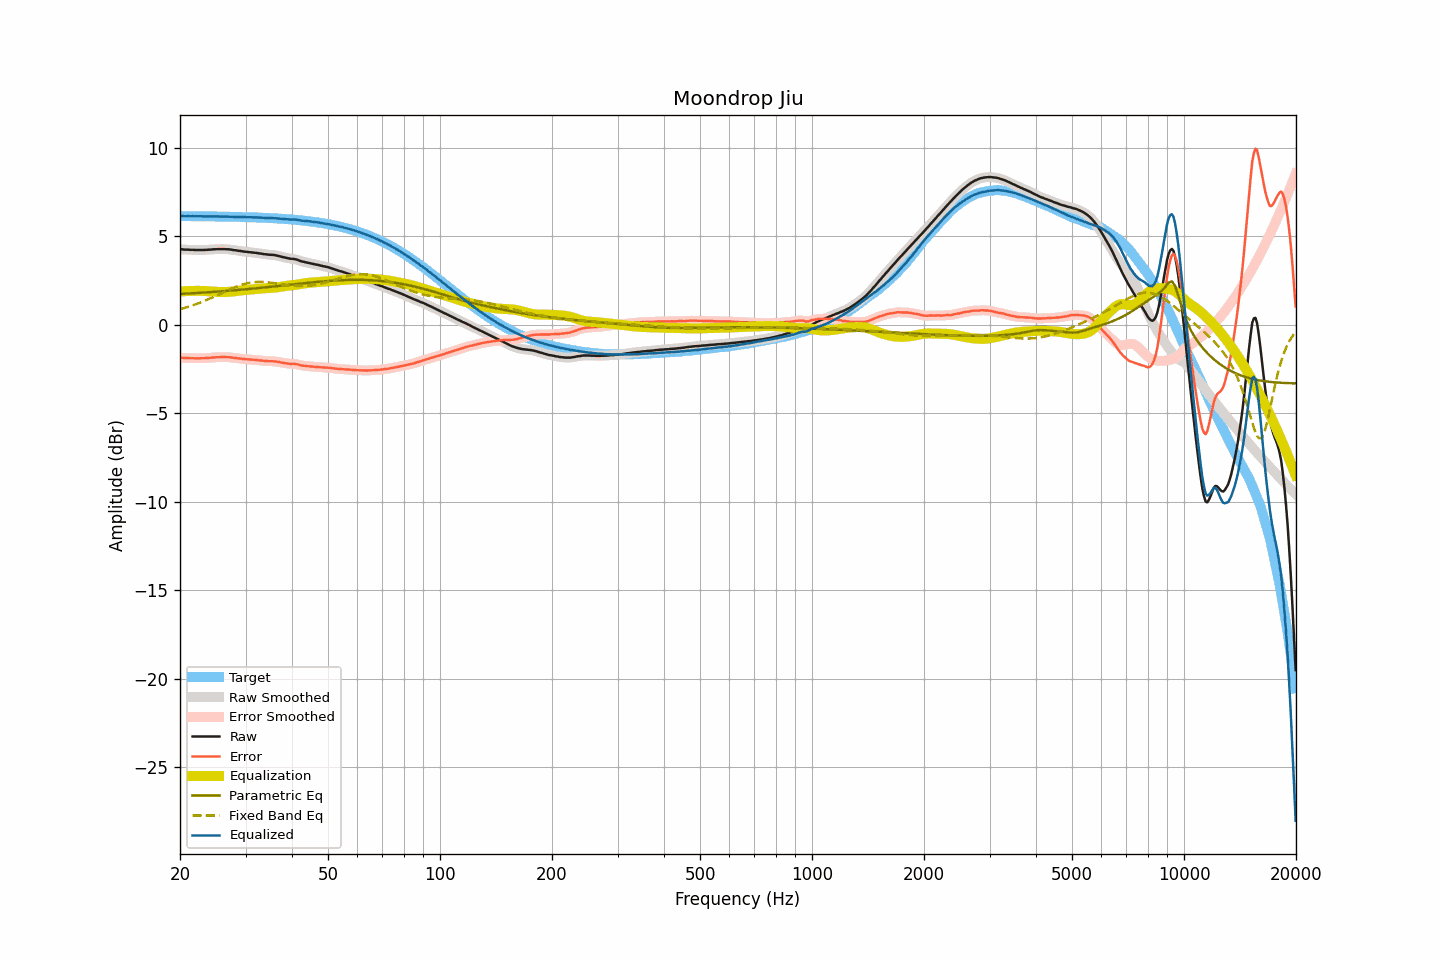 Moondrop Jiu
Amplitude (dBr)
10
5
0
−5
−10
−15
−20
−25
Target
Raw Smoothed
Error Smoothed
Raw
Error
Equalization
Parametric Eq
Fixed Band Eq
Equalized
20 50 100 200 500 1000 2000 5000 10000 20000
Frequency (Hz)